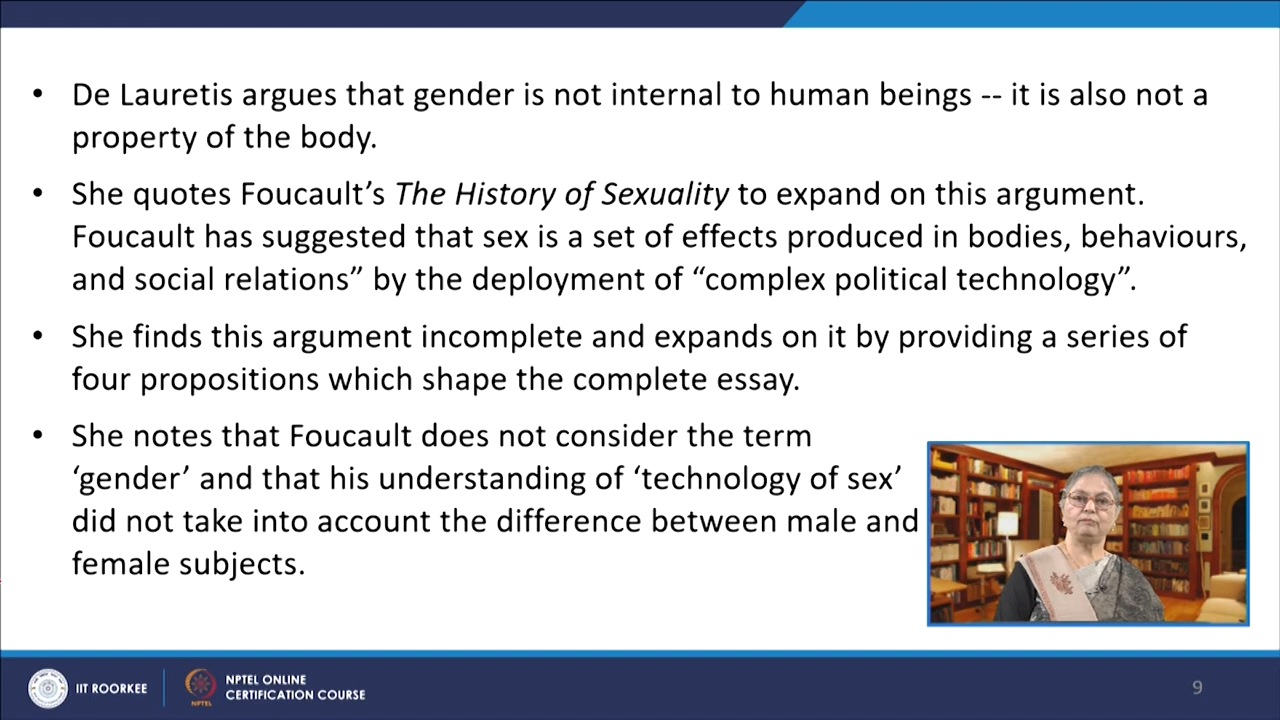 • De Lauretis argues that gender is not internal to human beings -- it is also not a
property of the body.
• She quotes Foucault’s The History of Sexuality to expand on this argument.
Foucault has suggested that sex is a set of effects produced in bodies, behaviours,
and social relations” by the deployment of “complex political technology”.
• She finds this argument incomplete and expands on it by providing a series of
four propositions which shape the complete essay.
• She notes that Foucault does not consider the term
‘gender’ and that his understanding of ‘technology of sex’
did not take into account the difference between male and
female subjects.
IIT ROORKEE
NPTEL
NPTEL ONLINE
CERTIFICATION COURSE
9